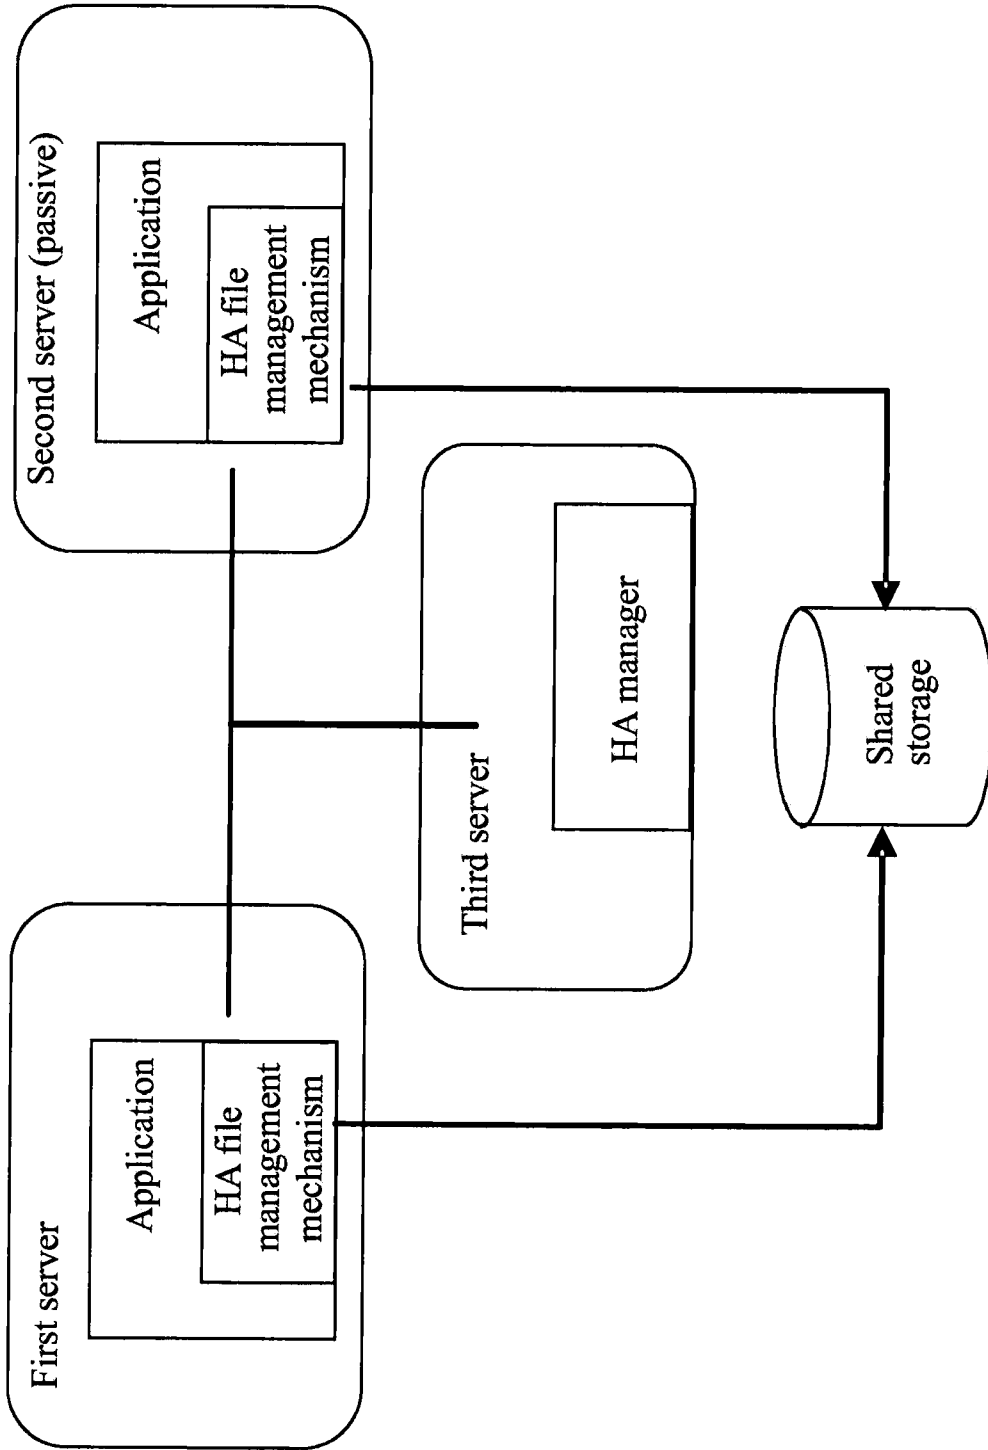 First server
Application
HA file
management
mechanism
Second server (passive)
Application
HA file
management
mechanism
Third server
HA manager
Shared
storage